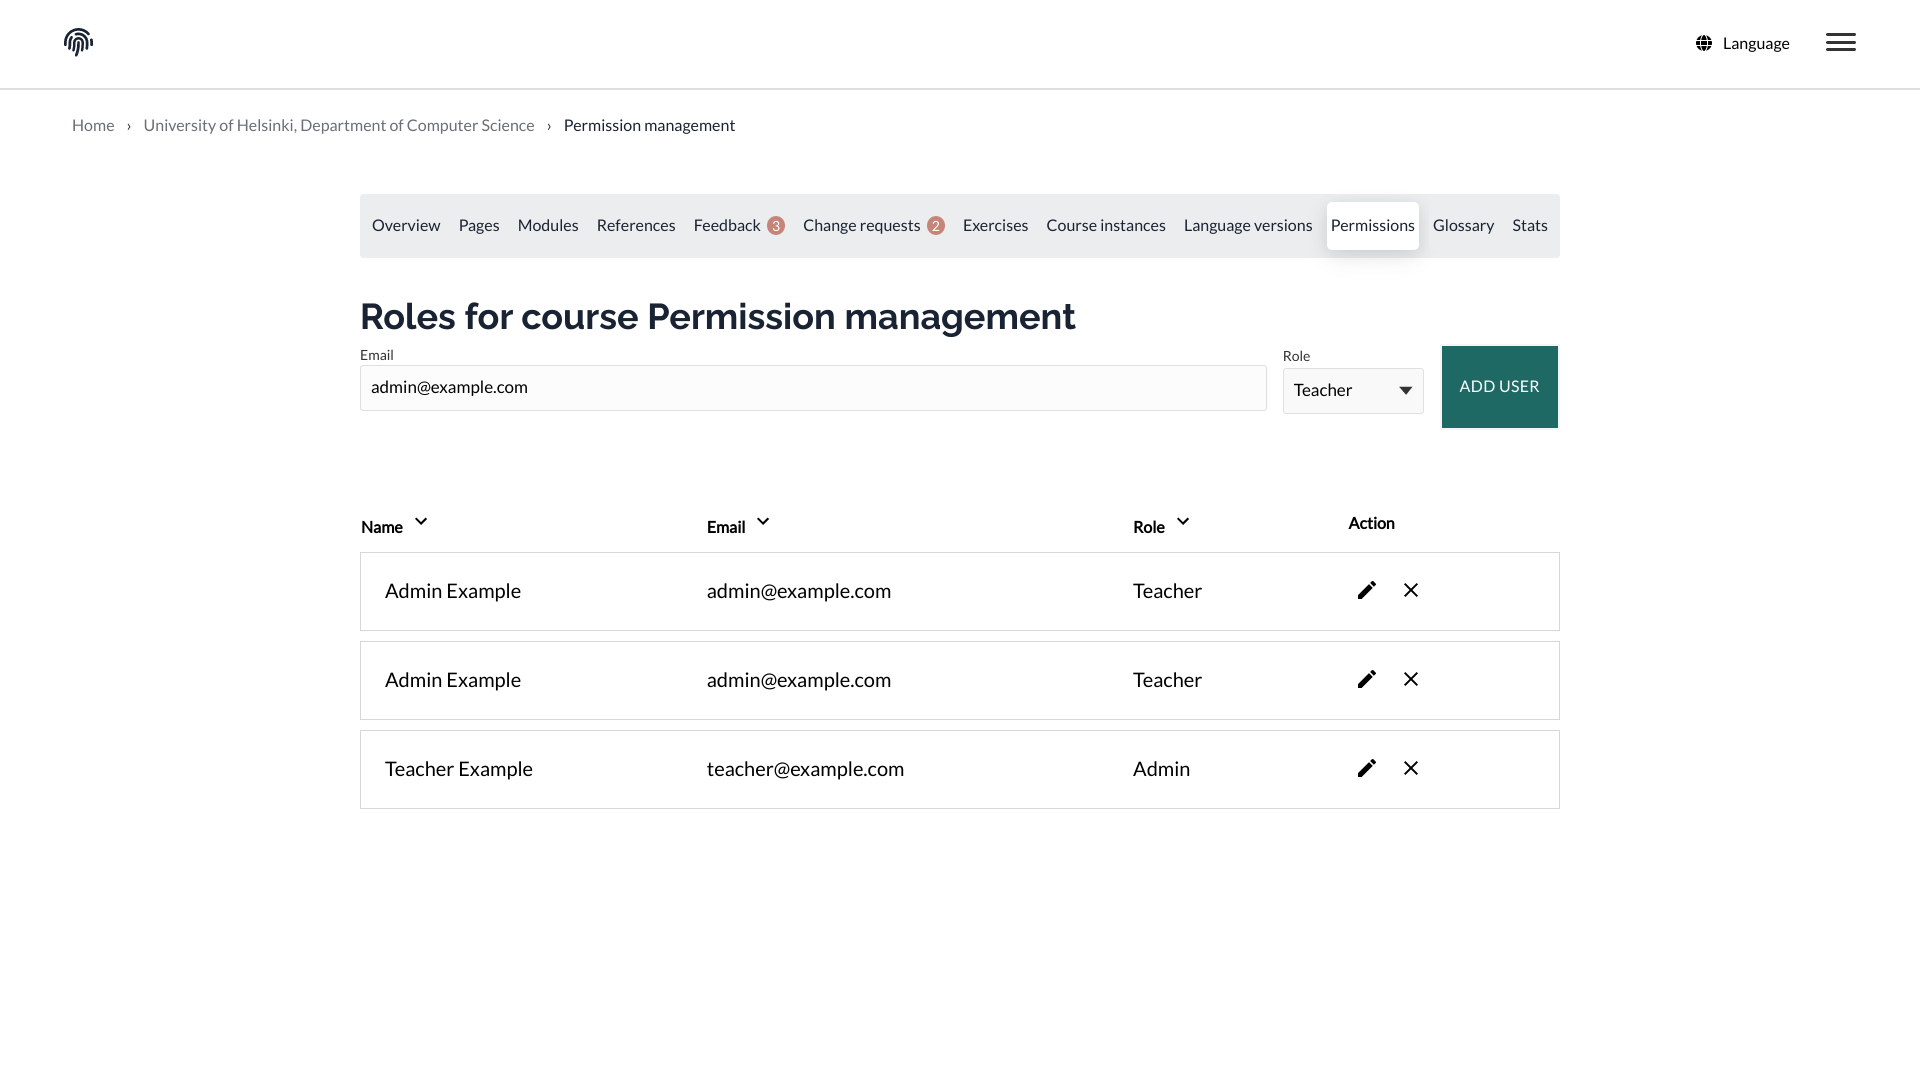 Language
Home › University of Helsinki, Department of Computer Science › Permission management
Overview Pages Modules References Feedback 3 Change requests 2 Exercises Course instances Language versions Permissions Glossary Stats
Roles for course Permission management
Email
Role
admin@example.com
Teacher
ADD USER
Name Email Role Action
Admin Example admin@example.com Teacher
Admin Example admin@example.com Teacher
Teacher Example teacher@example.com Admin